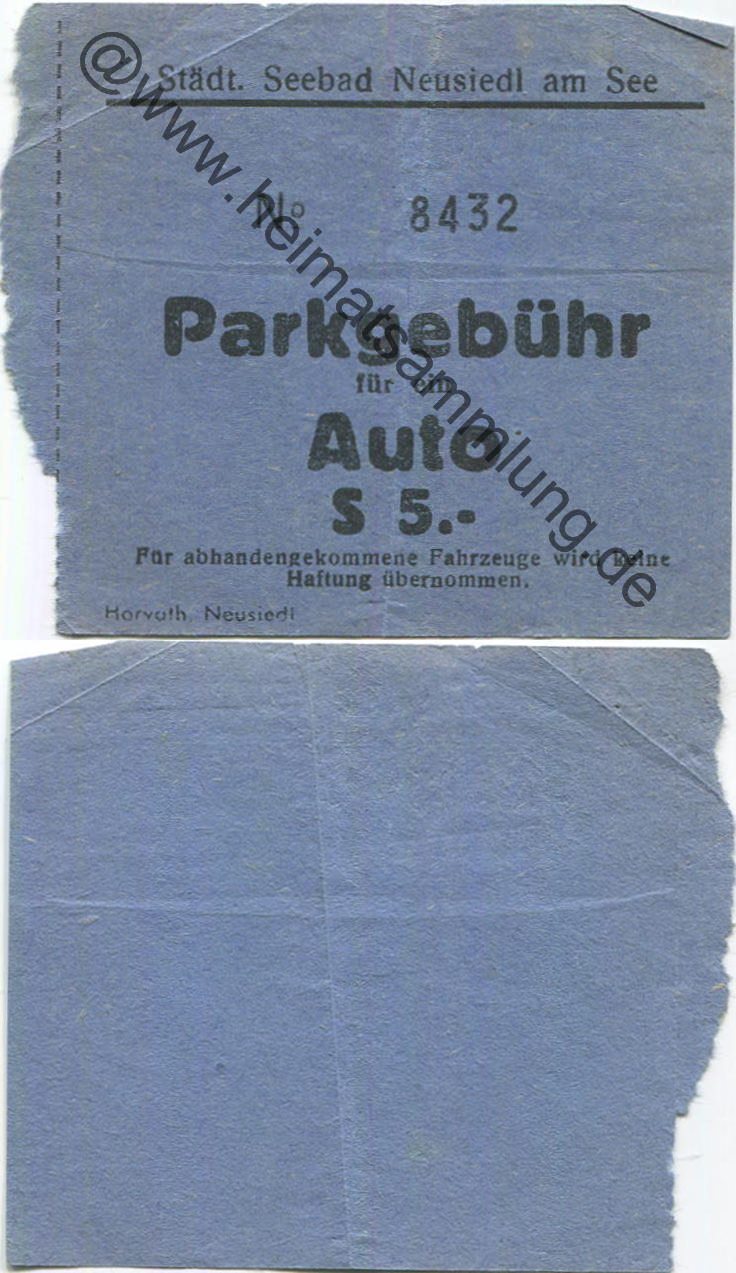 Städt. Seebad Neusiedl am See
No 8432
Parkgebühr
für ein
Auto
S 5.-
Für abhandengekommene Fahrzeuge wird keine
Haftung übernommen.
Horvath, Neusiedl
@www.heimatsammlung.de